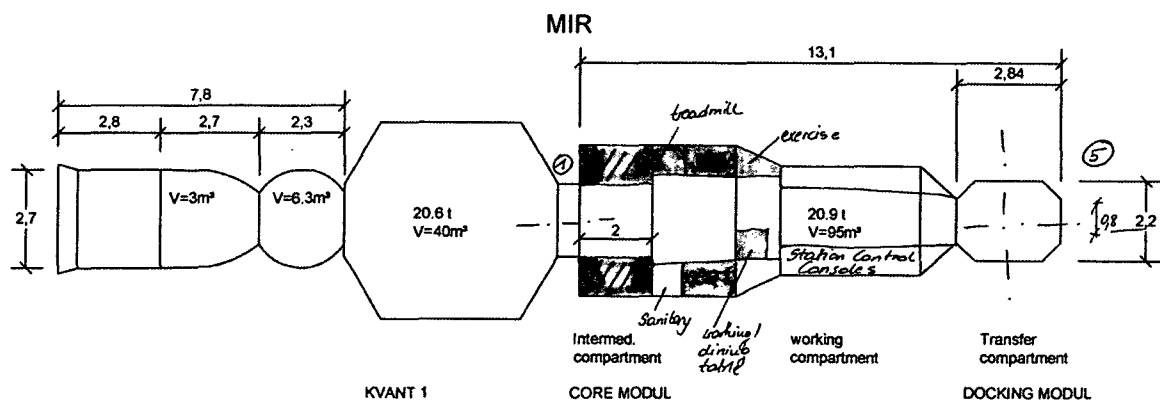 MIR
13,1
2,84
7,8
2.8
2,7
2.3
treadmill
exercise
1
5
2,7
V=3m³
V=6.3m³
20.6 t
V=40m³
2
20.9 t
V=95m³
Station Control
Consoles
0,8
2,2
Sanitary
working/
dining
table
Intermed.
compartment
working
compartment
Transfer
compartment
KVANT 1
CORE MODUL
DOCKING MODUL